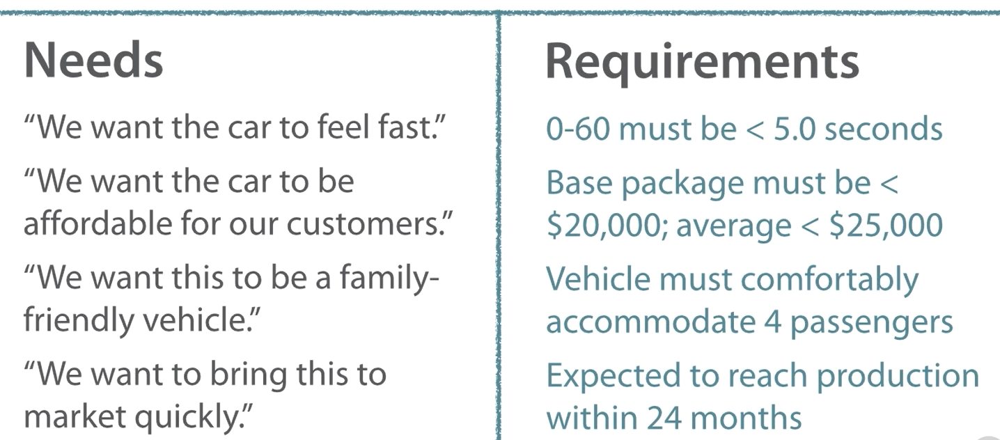 Needs
“We want the car to feel fast.”
“We want the car to be
affordable for our customers.”
“We want this to be a family-
friendly vehicle.”
“We want to bring this to
market quickly.”
Requirements
0-60 must be < 5.0 seconds
Base package must be <
$20,000; average < $25,000
Vehicle must comfortably
accommodate 4 passengers
Expected to reach production
within 24 months